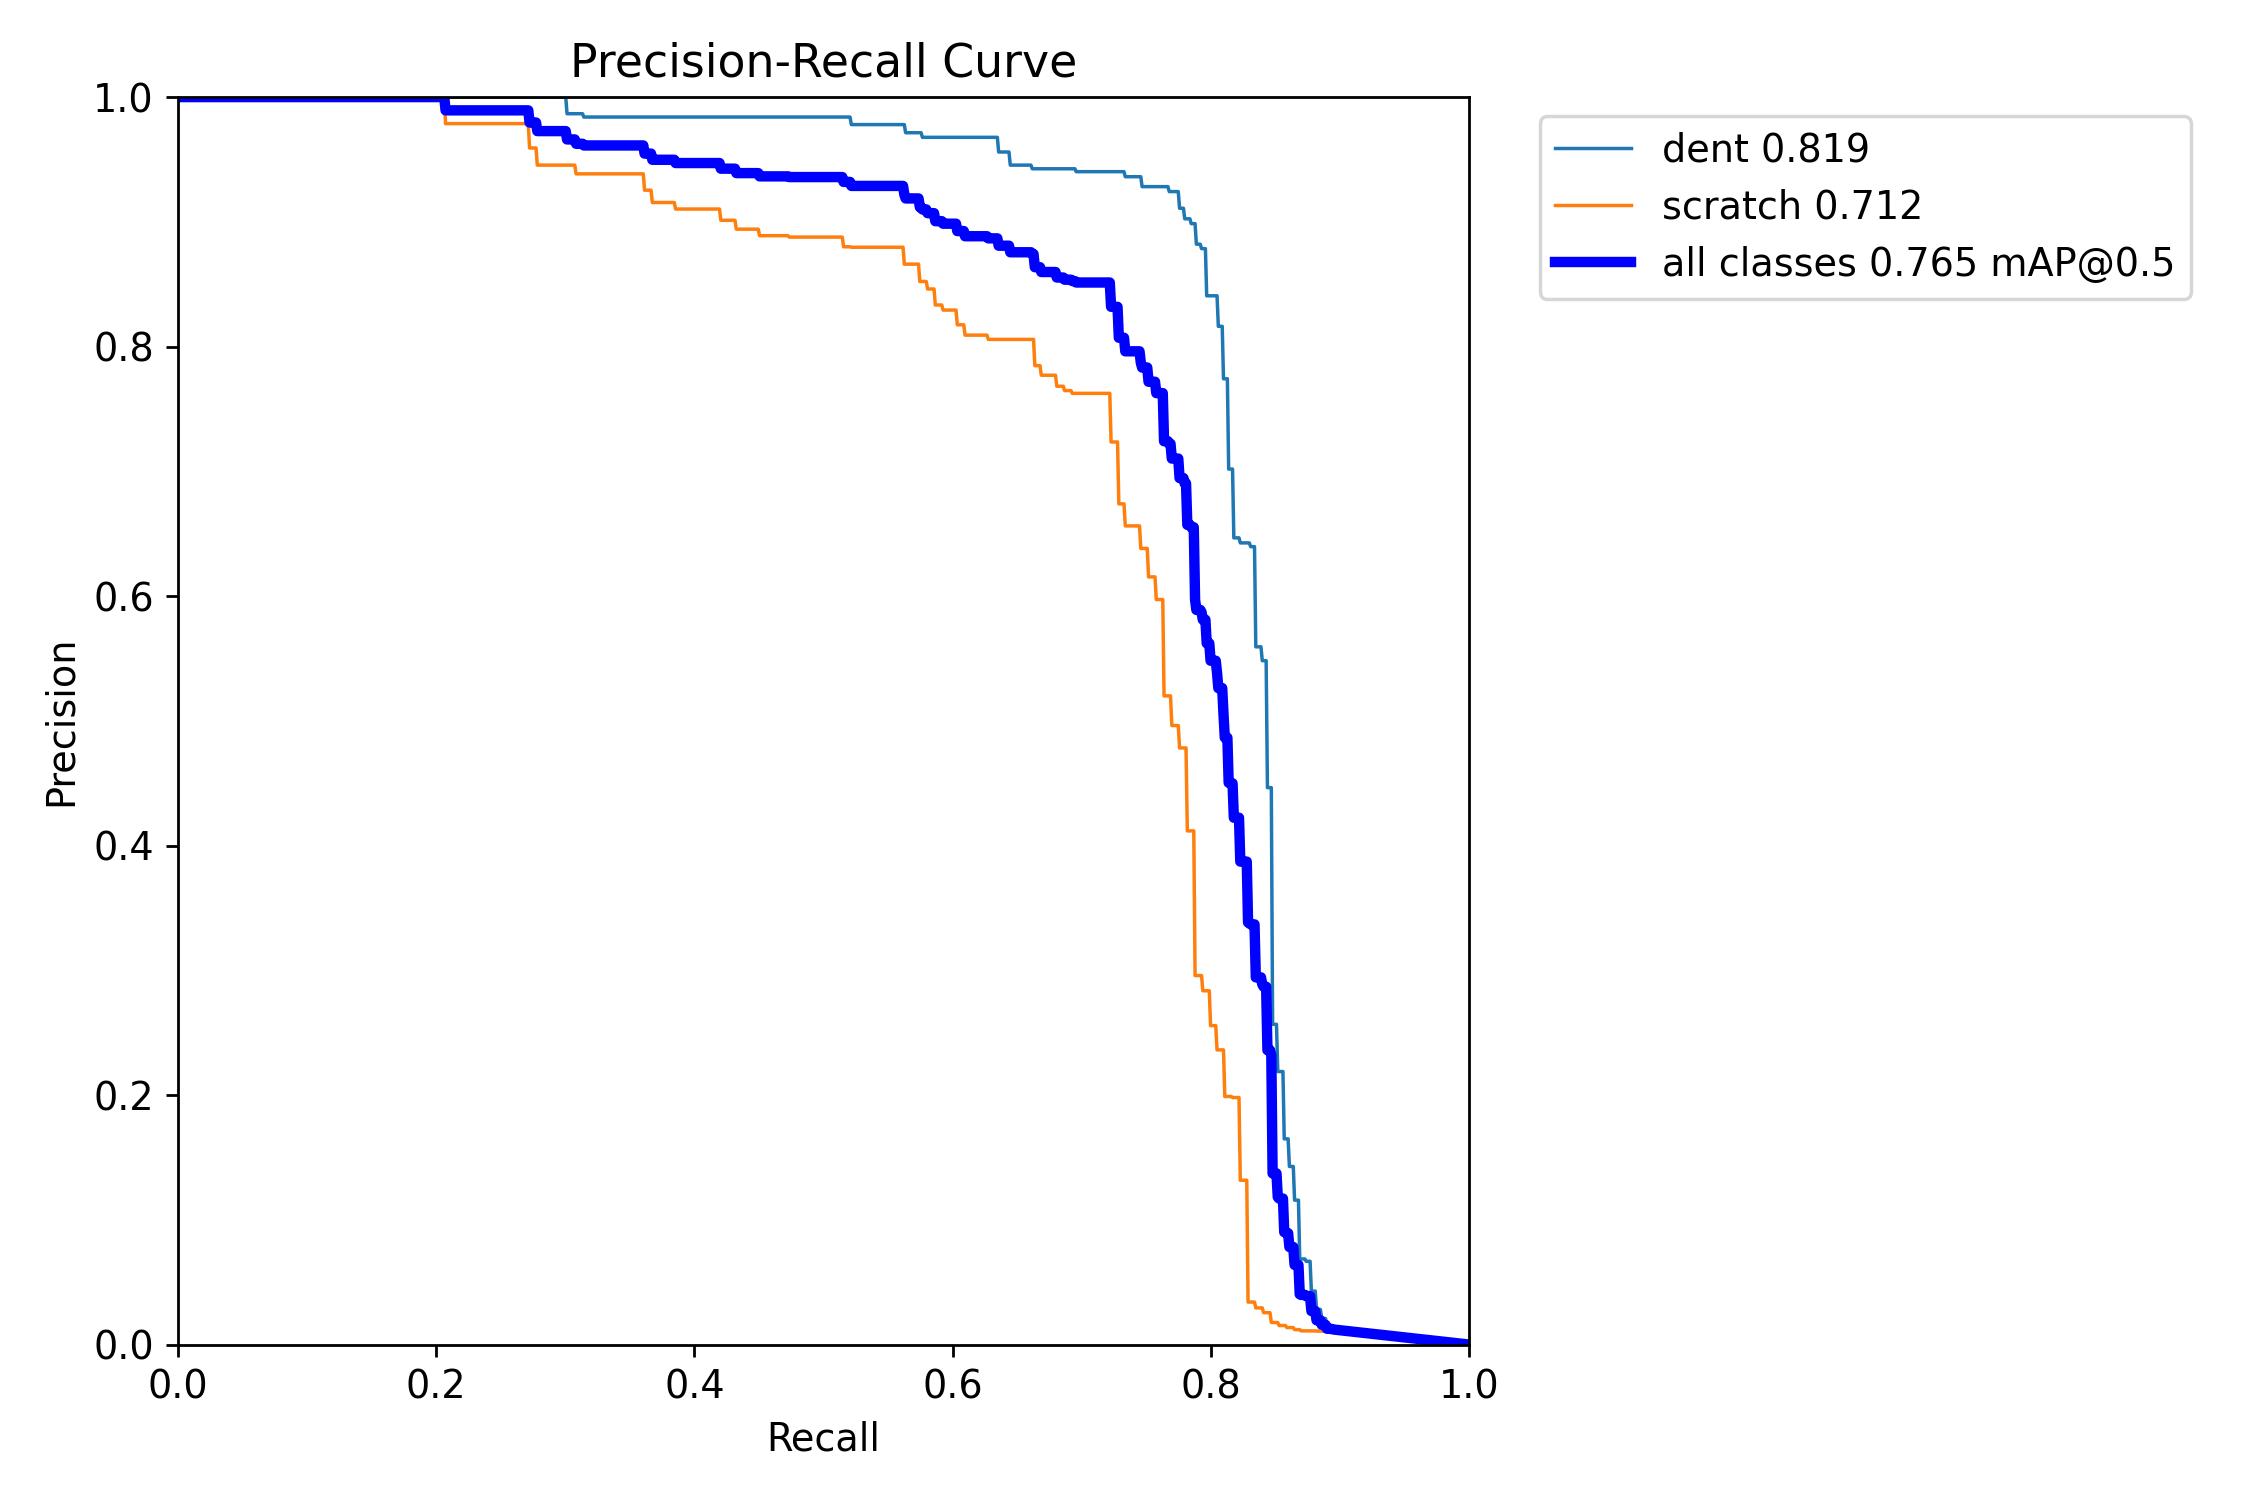 Precision-Recall Curve
dent 0.819
scratch 0.712
all classes 0.765 mAP@0.5
Precision
1.0
0.8
0.6
0.4
0.2
0.0
0.0 0.2 0.4 0.6 0.8 1.0
Recall